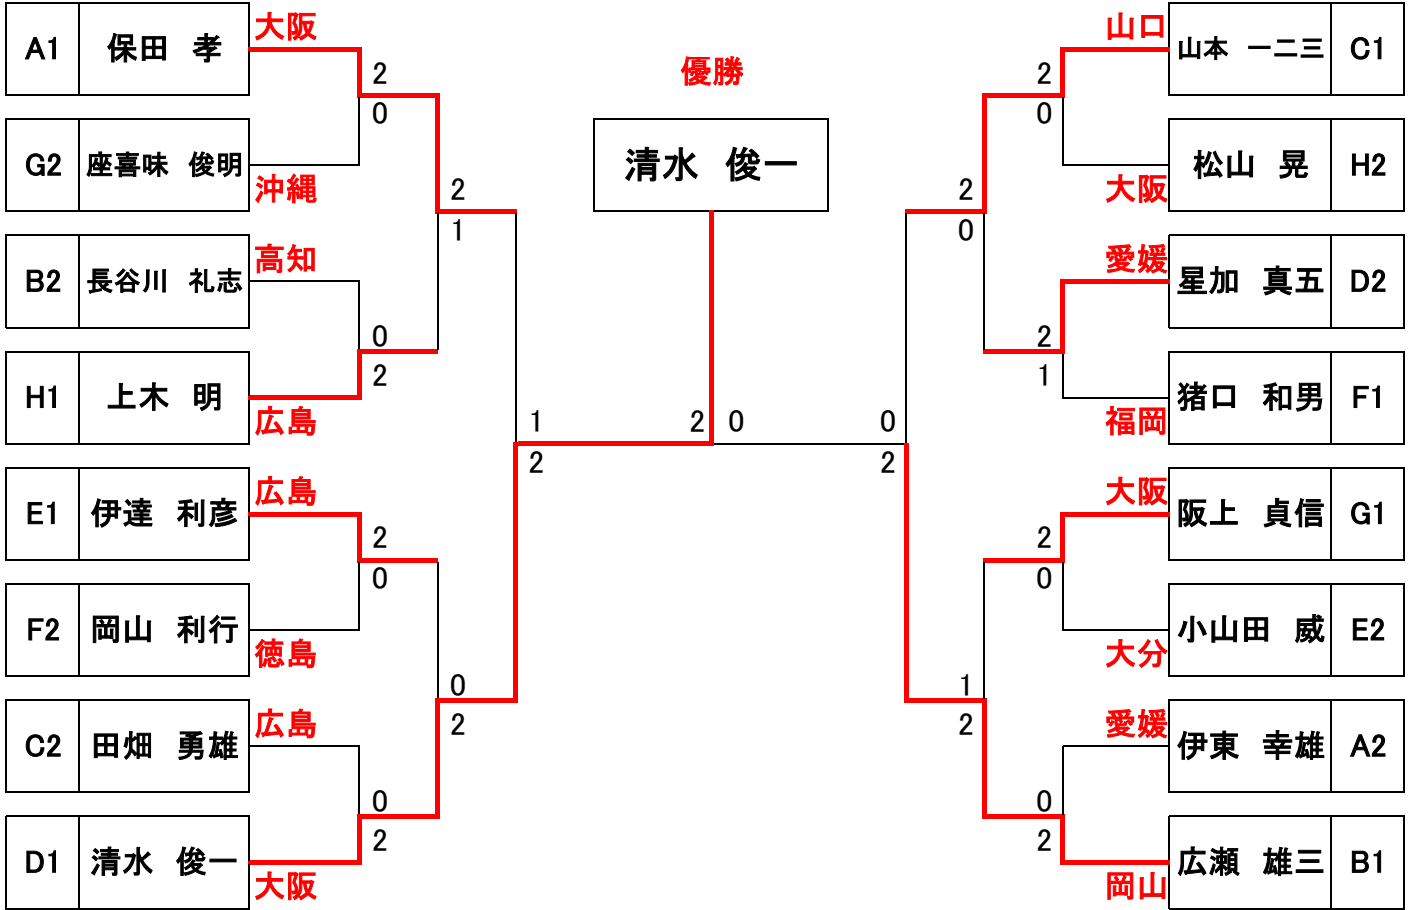 優勝
清水 俊一
A1 保田 孝 大阪
2
0
G2 座喜味 俊明 沖縄
2
1
B2 長谷川 礼志 高知
0
2
H1 上木 明 広島
1
2
E1 伊達 利彦 広島
2
0
F2 岡山 利行 徳島
0
2
C2 田畑 勇雄 広島
0
2
D1 清水 俊一 大阪
2 0
山口 山本 一二三 C1
2
0
大阪 松山 晃 H2
2
0
愛媛 星加 真五 D2
2
1
福岡 猪口 和男 F1
0
2
大阪 阪上 貞信 G1
2
0
大分 小山田 威 E2
1
2
愛媛 伊東 幸雄 A2
0
2
岡山 広瀬 雄三 B1